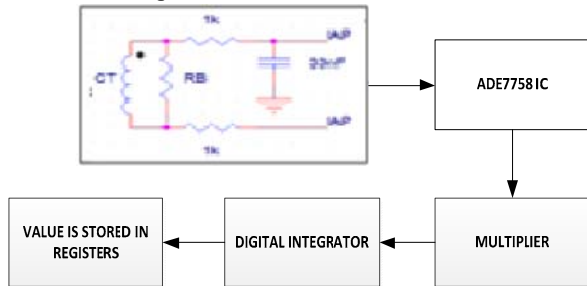 1k
IAP
CT
RB
33nF
ADE7758 IC
IAP
1k
VALUE IS STORED IN
REGISTERS
DIGITAL INTEGRATOR
MULTIPLIER